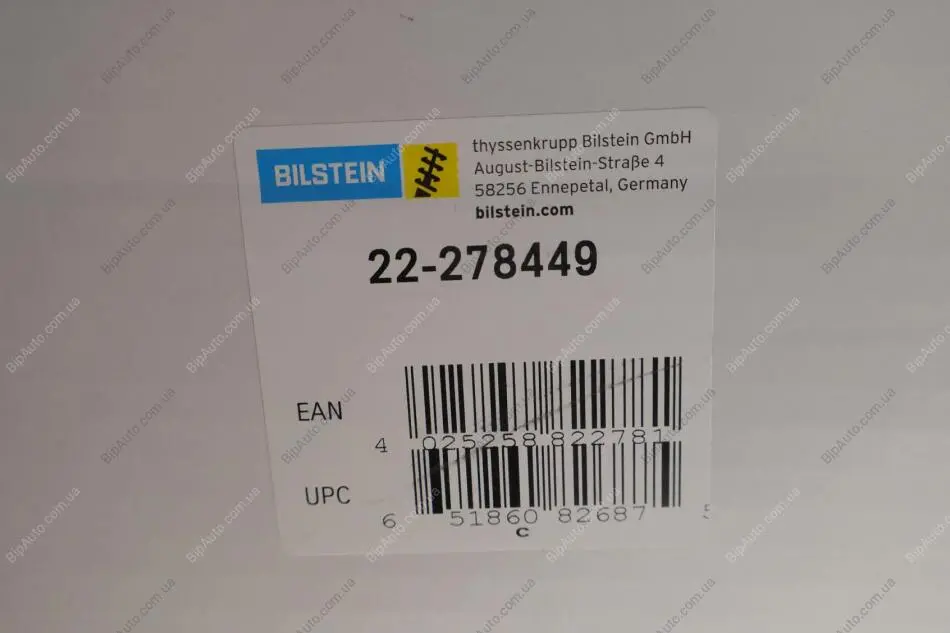 BILSTEIN
thyssenkrupp Bilstein GmbH
August-Bilstein-Straße 4
58256 Ennepetal, Germany
bilstein.com
22-278449
EAN
4 025258 822781
UPC
6 51860 82687 5
C
BipAuto.com.ua